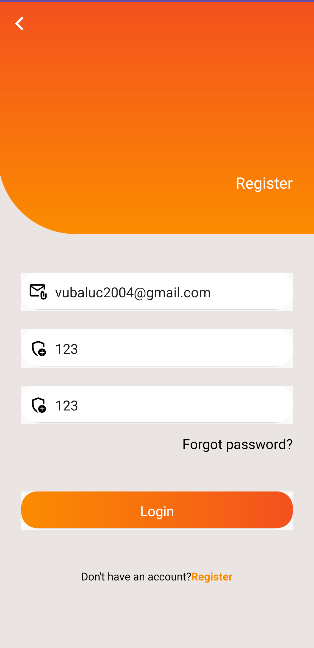 Register
vubaluc2004@gmail.com
123
123
Forgot password?
Login
Don't have an account?Register